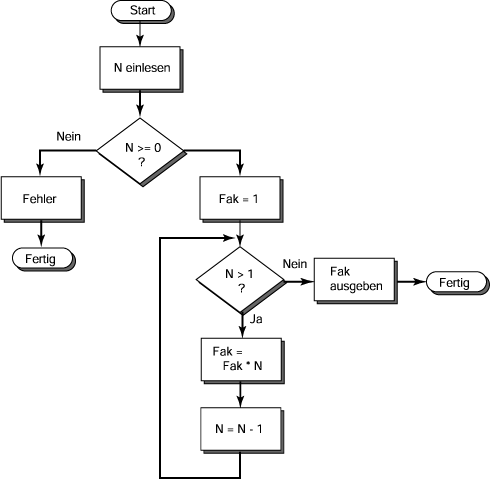 Start
N einlesen
Nein
N >= 0
?
Fehler
Fak = 1
Fertig
N > 1
?
Nein
Fak
ausgeben
Fertig
Ja
Fak =
Fak * N
N = N - 1